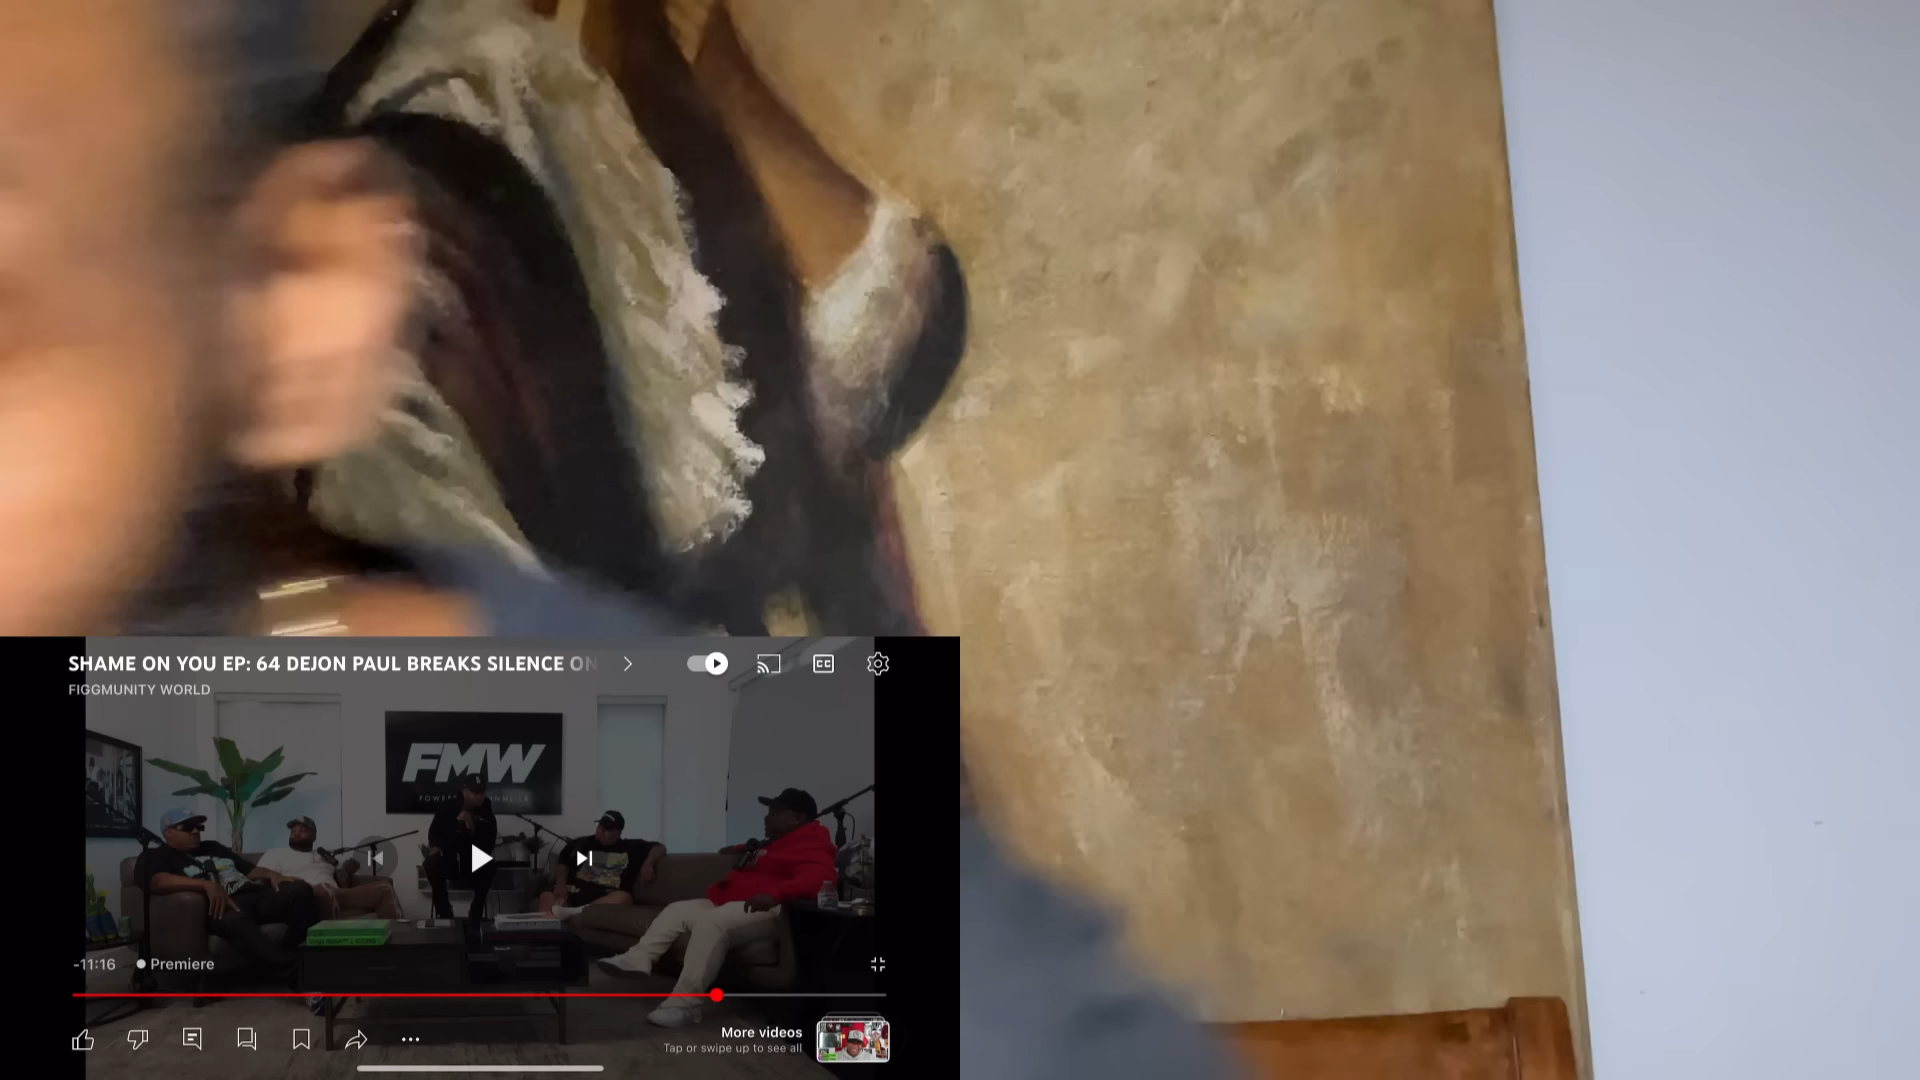 SHAME ON YOU EP: 64 DEJON PAUL BREAKS SILENCE ON
FIGGMUNITY WORLD
CC
FMW
-11:16
Premiere
More videos
Tap or swipe up to see all